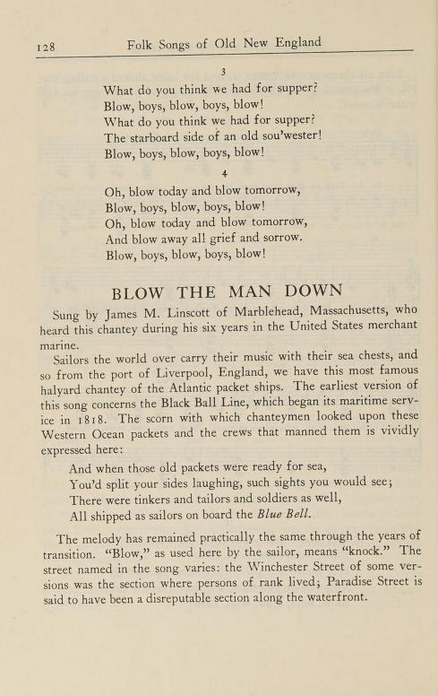 128 Folk Songs of Old New England
3
What do you think we had for supper?
Blow, boys, blow, boys, blow!
What do you think we had for supper?
The starboard side of an old sou'wester!
Blow, boys, blow, boys, blow!
4
Oh, blow today and blow tomorrow,
Blow, boys, blow, boys, blow!
Oh, blow today and blow tomorrow,
And blow away all grief and sorrow.
Blow, boys, blow, boys, blow!
BLOW THE MAN DOWN
Sung by James M. Linscott of Marblehead, Massachusetts, who
heard this chantey during his six years in the United States merchant
marine.
Sailors the world over carry their music with their sea chests, and
so from the port of Liverpool, England, we have this most famous
halyard chantey of the Atlantic packet ships. The earliest version of
this song concerns the Black Ball Line, which began its maritime serv-
ice in 1818. The scorn with which chanteymen looked upon these
Western Ocean packets and the crews that manned them is vividly
expressed here:
And when those old packets were ready for sea,
You'd split your sides laughing, such sights you would see;
There were tinkers and tailors and soldiers as well,
All shipped as sailors on board the Blue Bell.
The melody has remained practically the same through the years of
transition. "Blow," as used here by the sailor, means "knock." The
street named in the song varies: the Winchester Street of some ver-
sions was the section where persons of rank lived; Paradise Street is
said to have been a disreputable section along the waterfront.